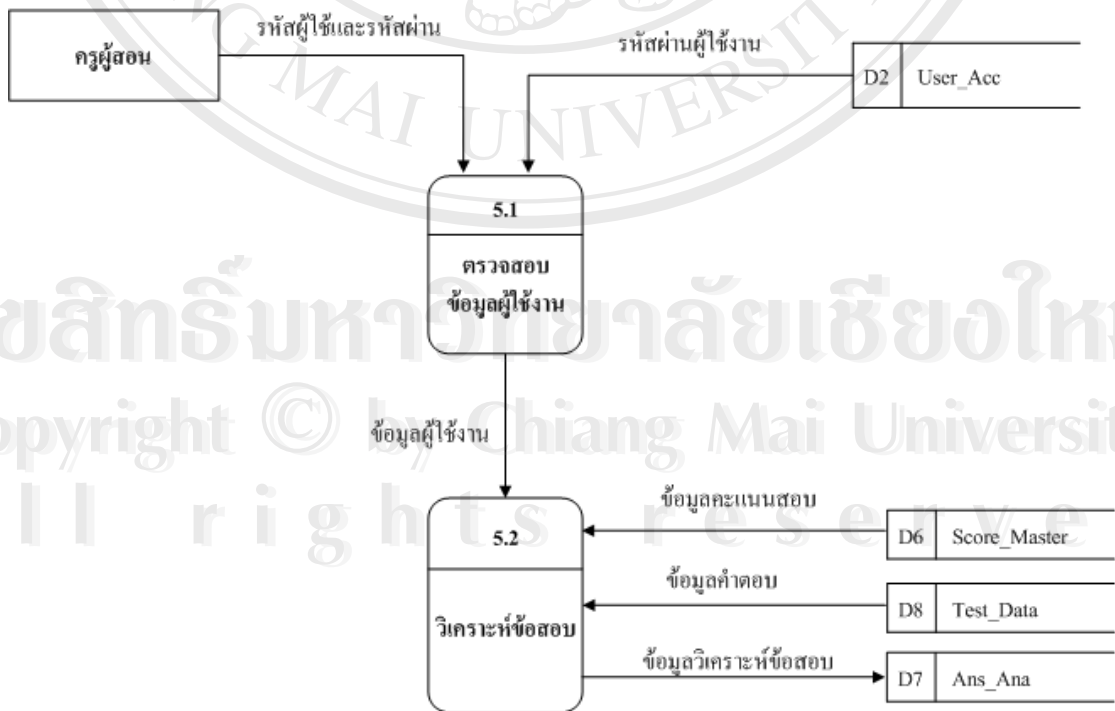 ครูผู้สอน
รหัสผู้ใช้และรหัสผ่าน
รหัสผ่านผู้ใช้งาน
D2 User_Acc
MAI UNIVERSIT
5.1
ตรวจสอบ
ข้อมูลผู้ใช้งาน
ขสิทธิ์มหาวิทยาลัยเชียงให
opyright © by Chiang Mai Universit
ข้อมูลผู้ใช้งาน
ll rights reserve
5.2
วิเคราะห์ข้อสอบ
ข้อมูลคะแนนสอบ
D6 Score_Master
ข้อมูลคำตอบ
D8 Test_Data
ข้อมูลวิเคราะห์ข้อสอบ
D7 Ans_Ana